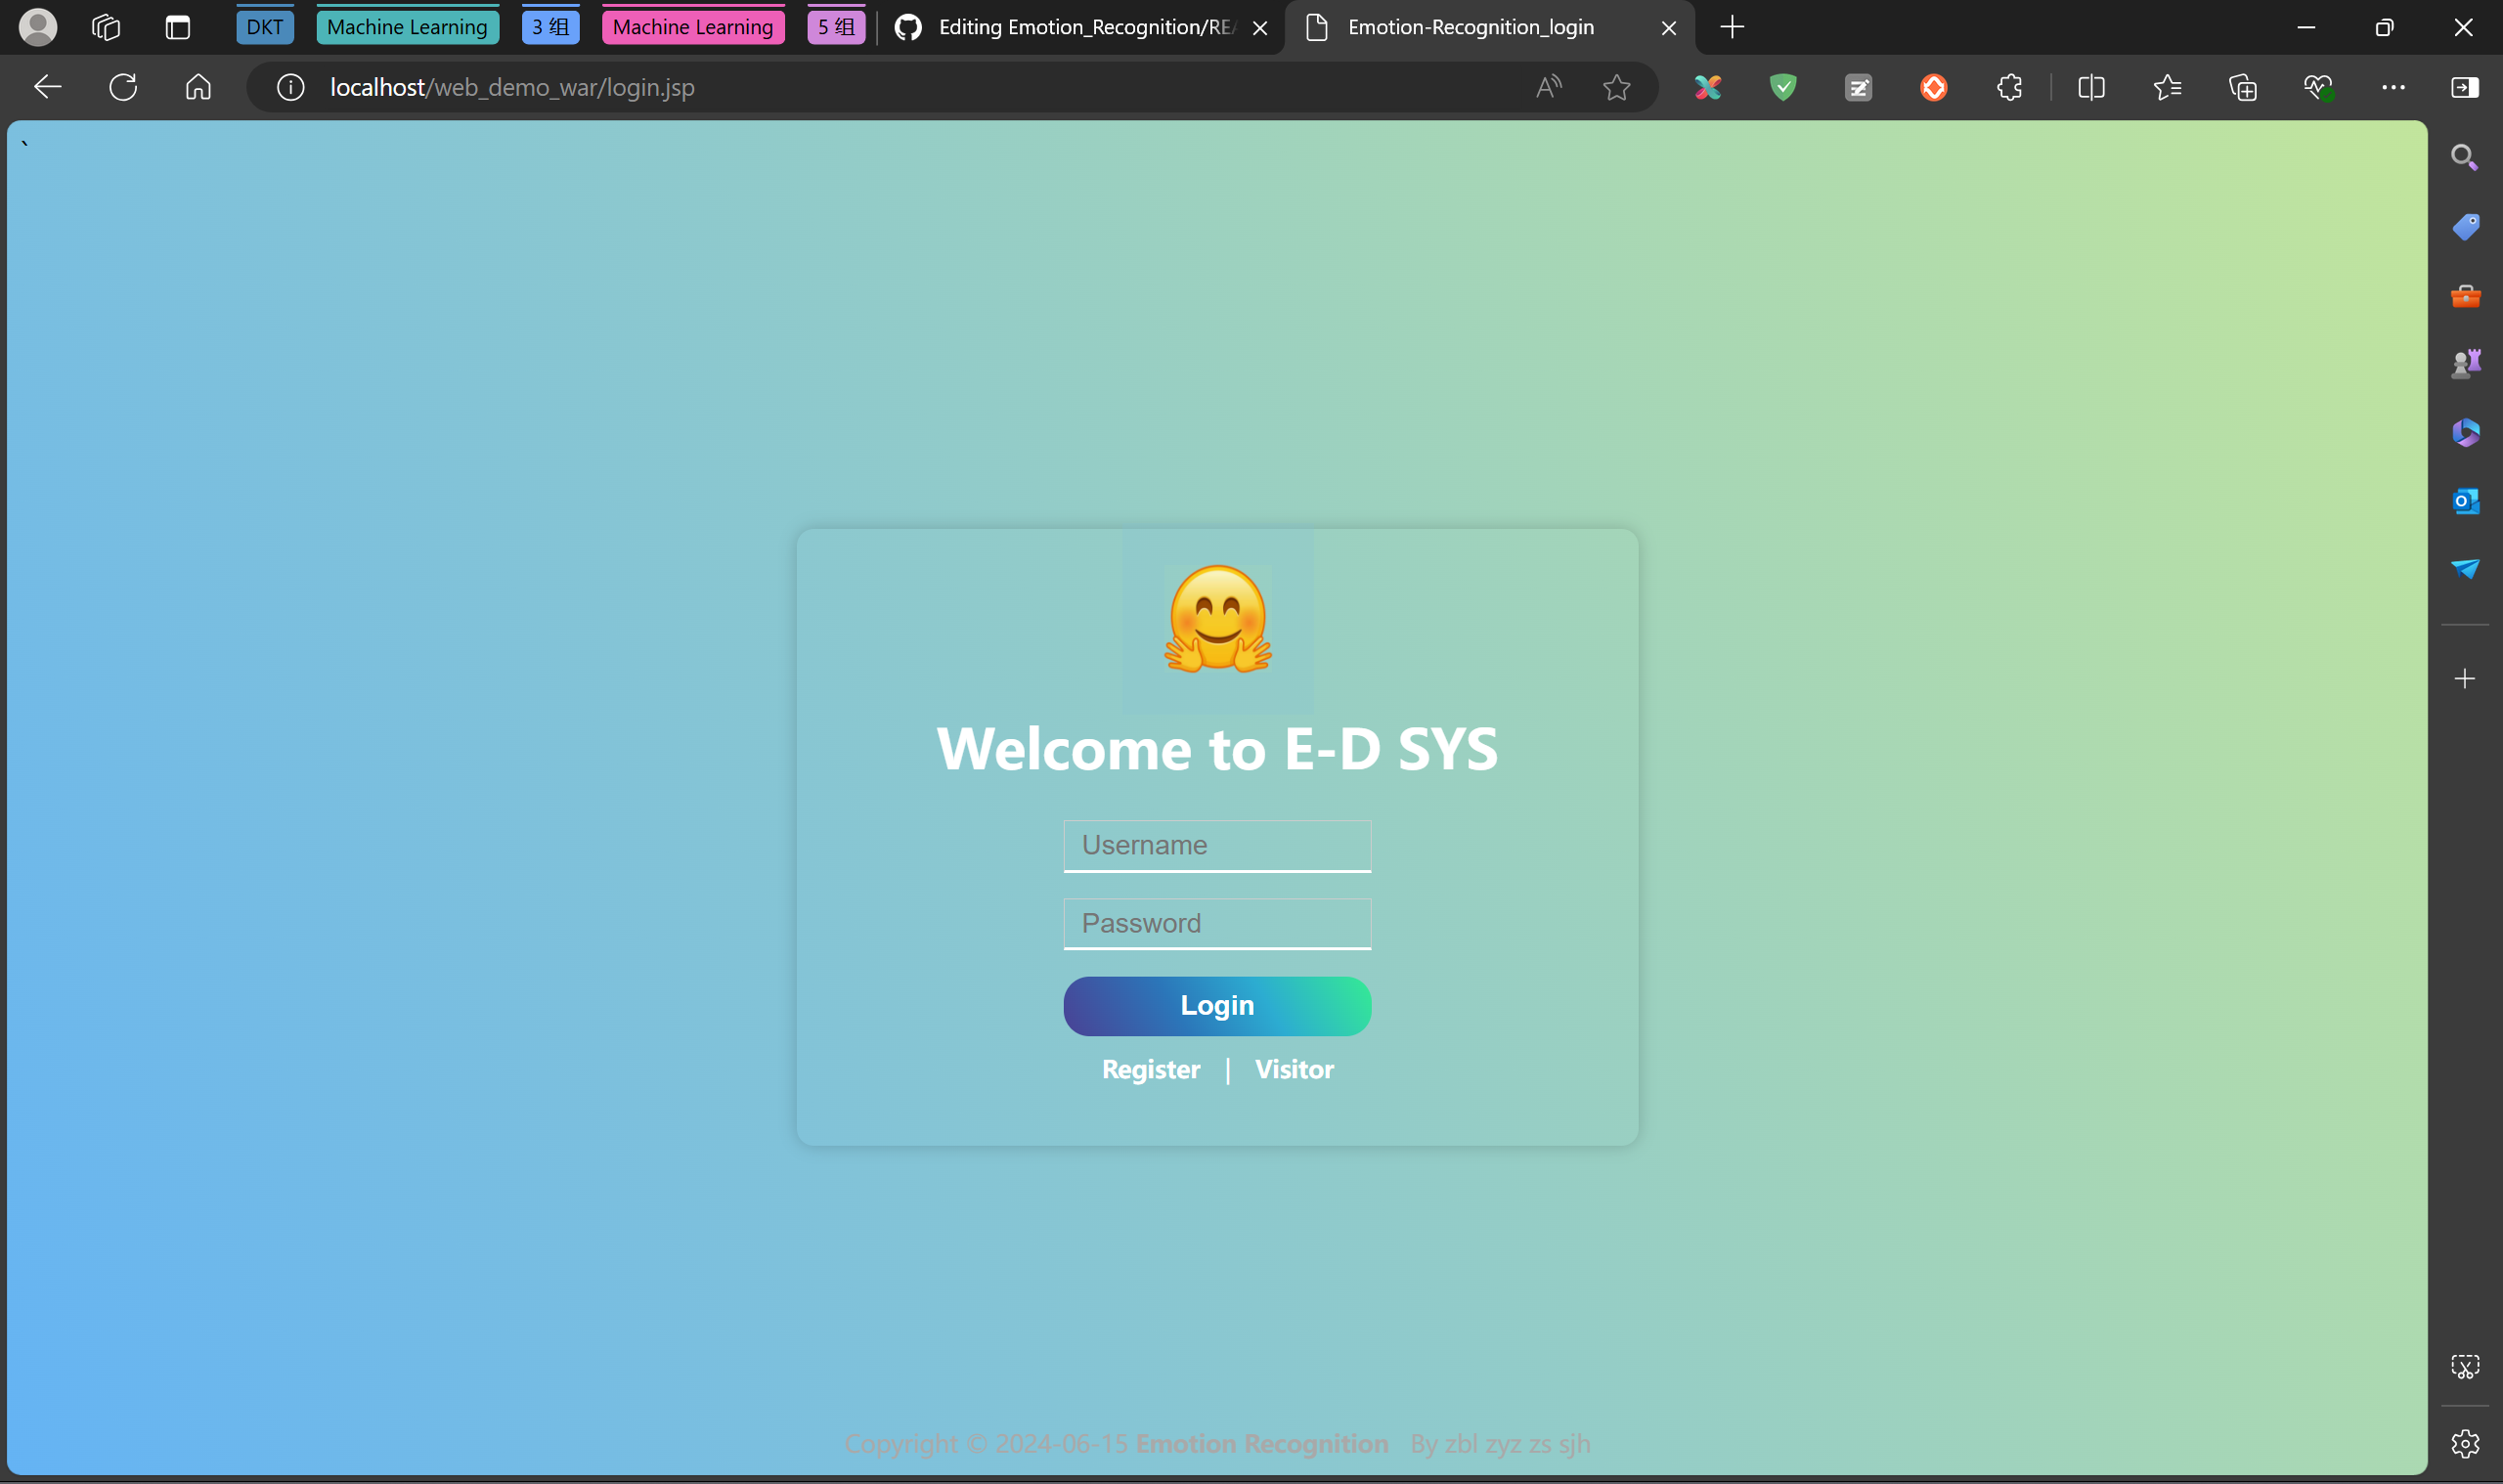 DKT Machine Learning 3 组 Machine Learning 5 组 Editing Emotion_Recognition/RE Emotion-Recognition_login
localhost/web_demo_war/login.jsp
`
Welcome to E-D SYS
Username
Password
Login
Register | Visitor
Copyright © 2024-06-15 Emotion Recognition By zbl zyz zs sjh